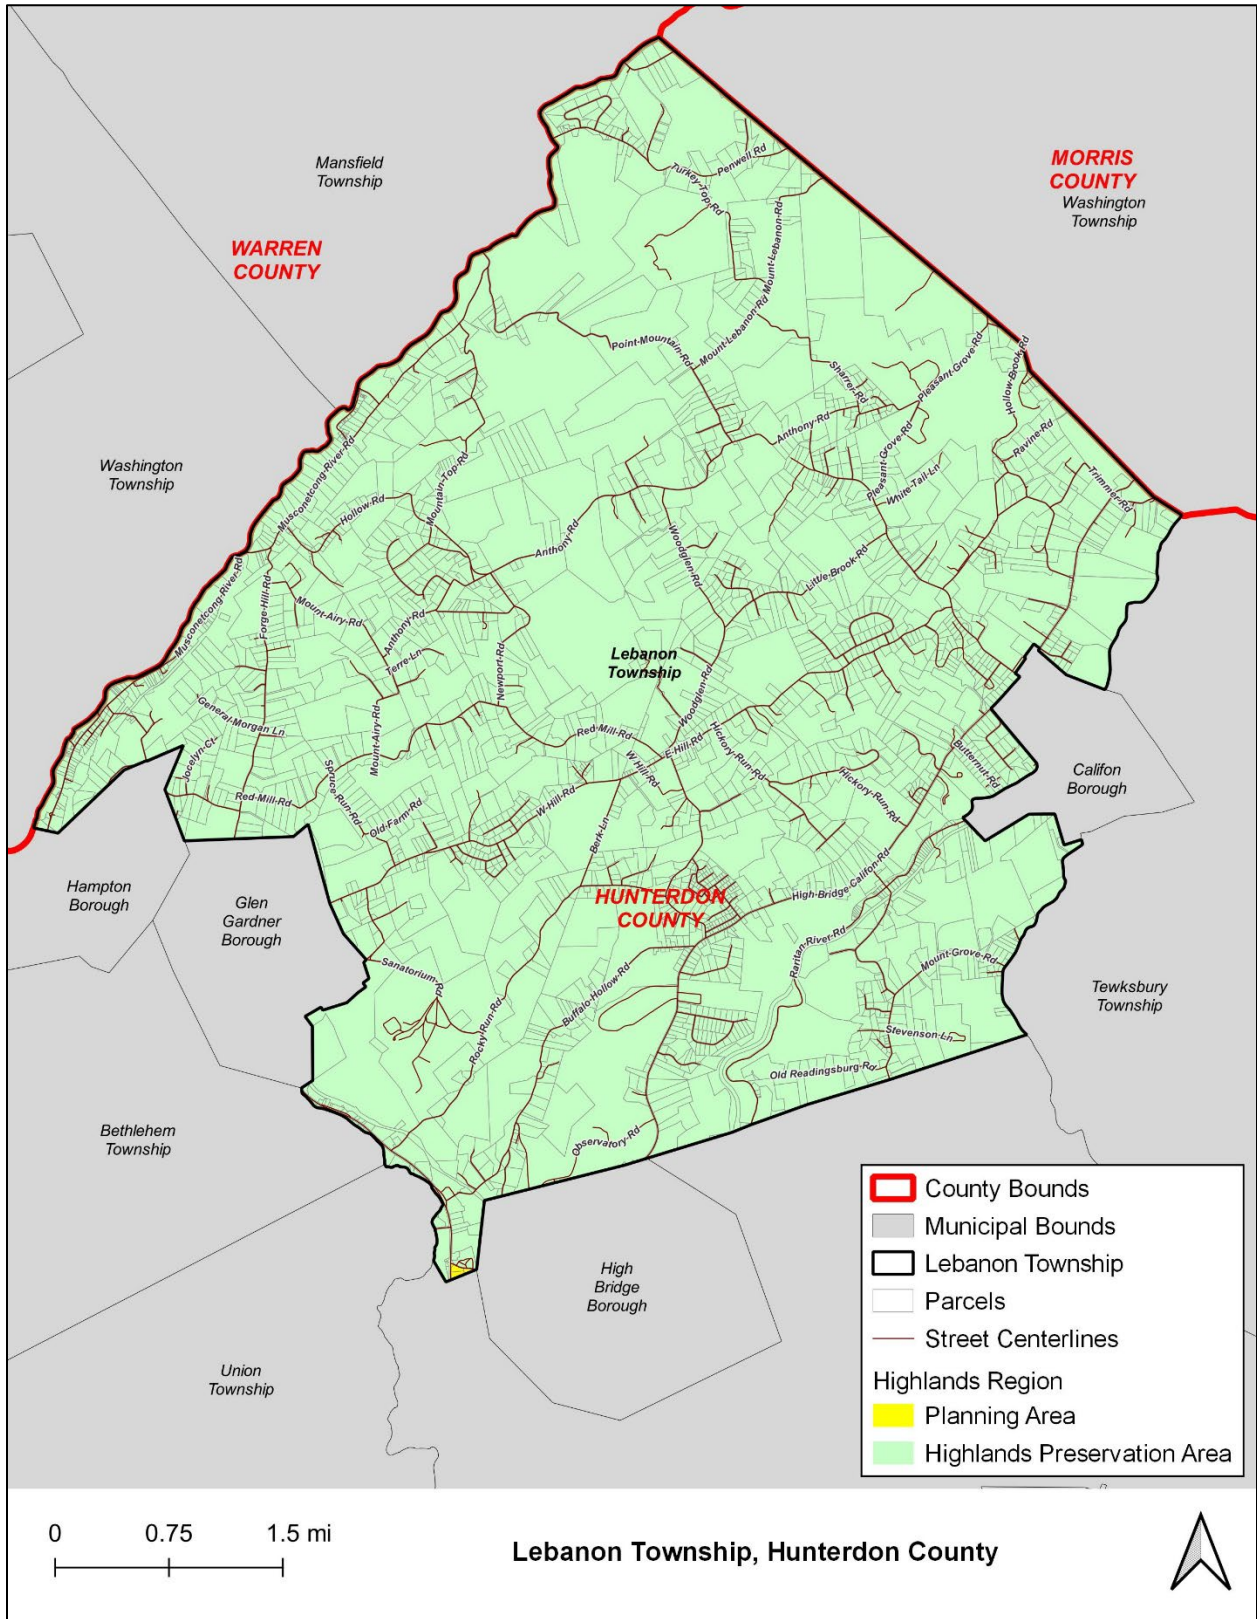 Mansfield
Township
MORRIS
COUNTY
Washington
Township
WARREN
COUNTY
Penwell-Rd
Turkey-Top-Rd
Mount-Lebanon-Rd
Point-Mountain-Rd
Mount-Lebanon-Rd
Sharrer-Rd
Pleasant-Grove-Rd
Hollow-Brook-Rd
Anthony-Rd
Pleasant-Grove-Rd
Ravine-Rd
White-Tail-Ln
Trimmer-Rd
Washington
Township
Musconetcong-River-Rd
Mountain-Top-Rd
Hollow-Rd
Anthony-Rd
Woodglen-Rd
Little-Brook-Rd
Musconetcong-River-Rd
Forge-Hill-Rd
Mount-Airy-Rd
Anthony-Rd
Terre-Ln
Newport-Rd
Lebanon
Township
Woodglen-Rd
General-Morgan Ln
Mount-Airy-Rd
Jocelyn-Ct
Red-Mill-Rd
E-Hill-Rd
Hickory-Run-Rd
W Hill-Rd
Butternut-Rd
Red-Mill-Rd
Spruce-Run-Rd
Old-Farm-Rd
W-Hill-Rd
Hickory-Run-Rd
Califon
Borough
Berk-Ln
Hampton
Borough
Glen
Gardner
Borough
HUNTERDON
COUNTY
High-Bridge-Califon-Rd
Raritan-River-Rd
Mount-Grove-Rd
Sanatorium-Rd
Buffalo-Hollow-Rd
Rocky-Run-Rd
Tewksbury
Township
Stevenson-Ln
Old Readingsburg-Rd
Bethlehem
Township
Observatory-Rd
High
Bridge
Borough
Union
Township
County Bounds
Municipal Bounds
Lebanon Township
Parcels
Street Centerlines
Highlands Region
Planning Area
Highlands Preservation Area
0 0.75 1.5 mi
Lebanon Township, Hunterdon County